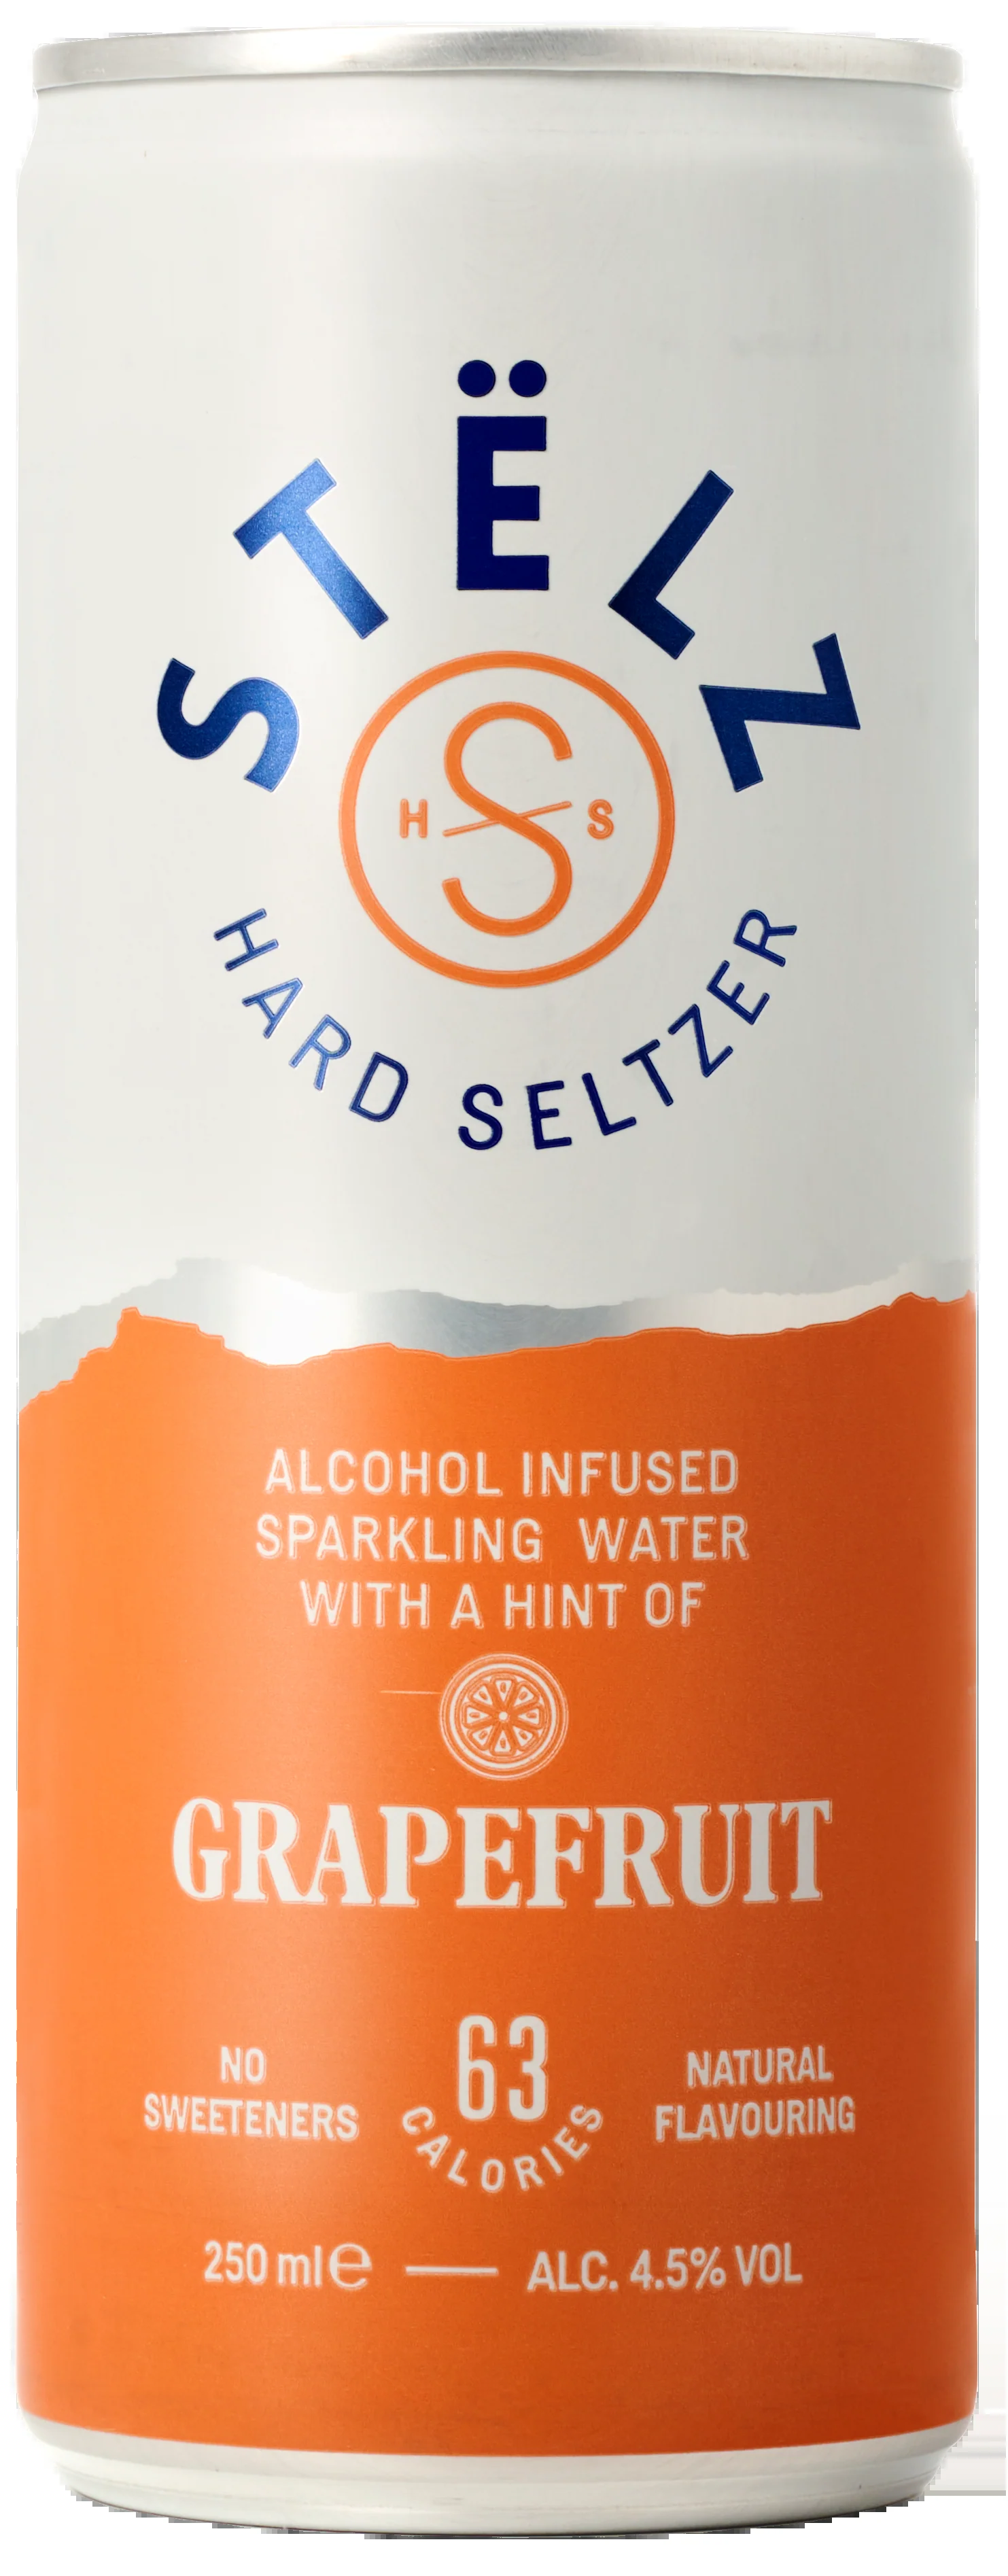 STËLZ
H S S
HARD SELTZER
ALCOHOL INFUSED
SPARKLING WATER
WITH A HINT OF
GRAPEFRUIT
NO
SWEETENERS
63
CALORIES
NATURAL
FLAVOURING
250 ml e — ALC. 4.5% VOL